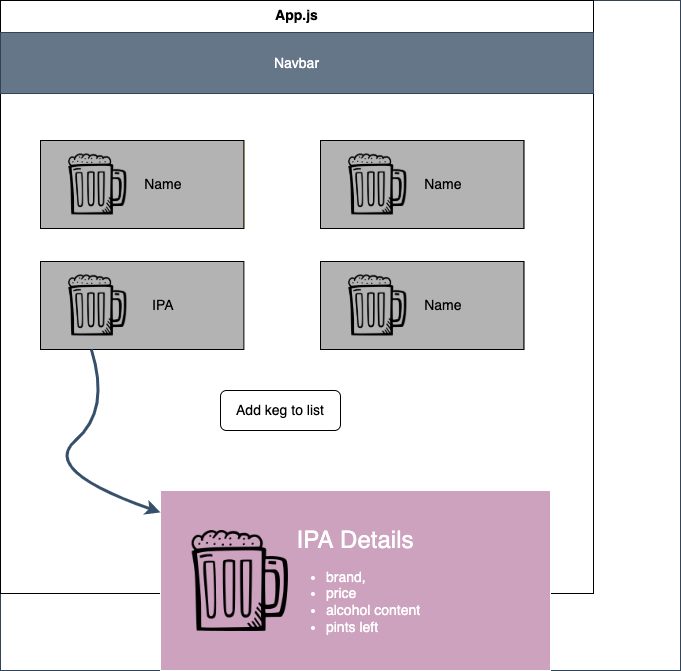 App.js
Navbar
Name
Name
IPA
Name
Add keg to list
IPA Details
• brand,
• price
• alcohol content
• pints left